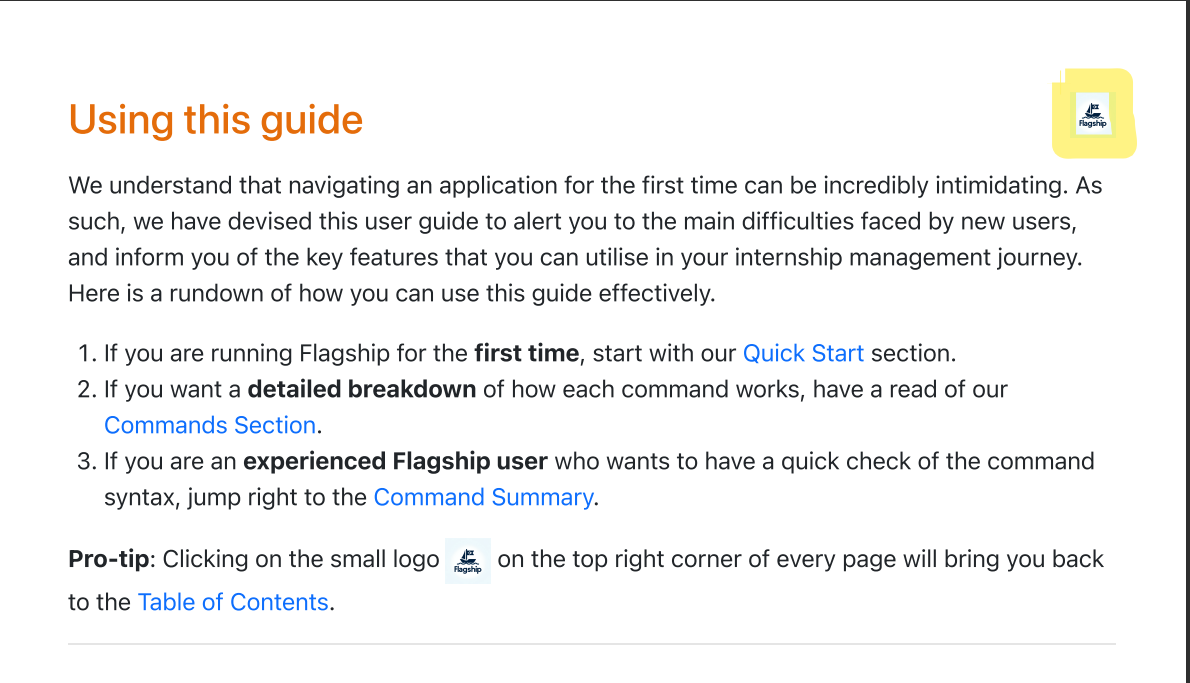 Using this guide
Flagship
We understand that navigating an application for the first time can be incredibly intimidating. As
such, we have devised this user guide to alert you to the main difficulties faced by new users,
and inform you of the key features that you can utilise in your internship management journey.
Here is a rundown of how you can use this guide effectively.
1. If you are running Flagship for the first time, start with our Quick Start section.
2. If you want a detailed breakdown of how each command works, have a read of our
Commands Section.
3. If you are an experienced Flagship user who wants to have a quick check of the command
syntax, jump right to the Command Summary.
Pro-tip: Clicking on the small logo Flagship on the top right corner of every page will bring you back
to the Table of Contents.